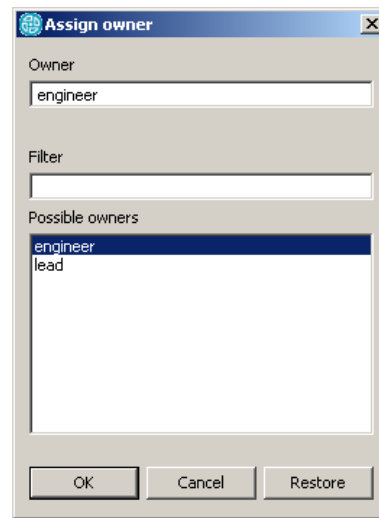 Assign owner
Owner
engineer
Filter
Possible owners
engineer
lead
OK Cancel Restore